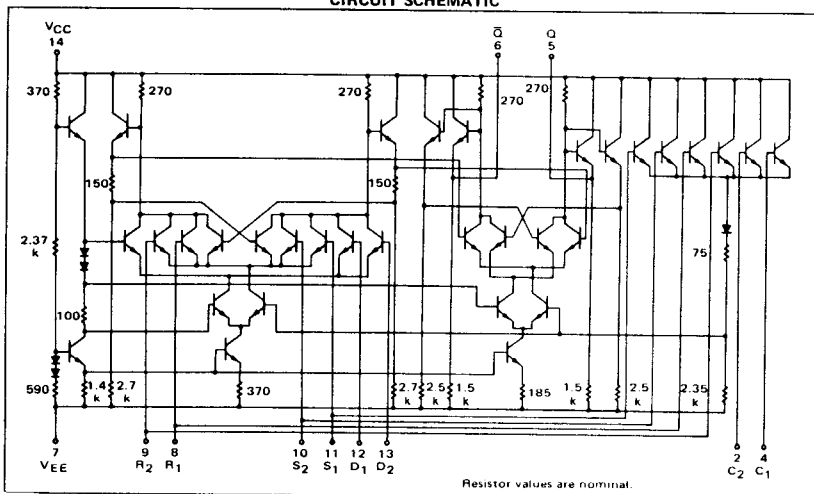 CIRCUIT SCHEMATIC
VCC
14
Q̅
6
Q
5
370
270
270
270
270
150
150
2.37
k
75
100
590
1.4
k
2.7
k
370
2.7
k
2.5
k
1.5
k
185
1.5
k
2.5
k
2.35
k
7
VEE
9
R2
8
R1
10
S2
11
S1
12
D1
13
D2
2
C2
4
C1
Resistor values are nominal.